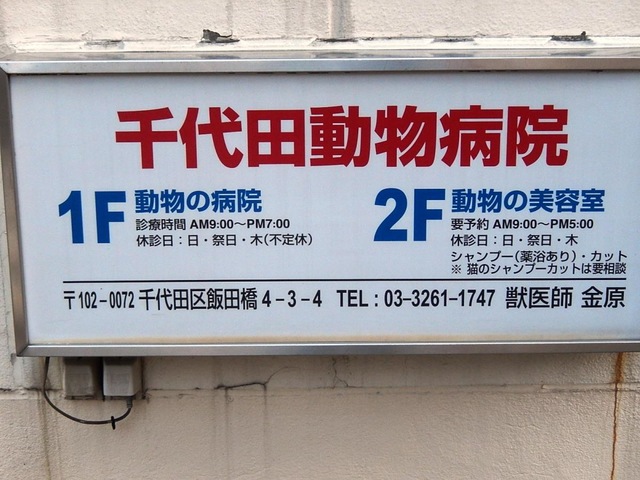 千代田動物病院
1F 動物の病院
診療時間 AM9:00〜PM7:00
休診日：日・祭日・木(不定休)
2F 動物の美容室
要予約 AM9:00〜PM5:00
休診日：日・祭日・木
シャンプー(薬浴あり)・カット
※ 猫のシャンプーカットは要相談
〒102-0072 千代田区飯田橋 4-3-4 TEL：03-3261-1747 獣医師 金原